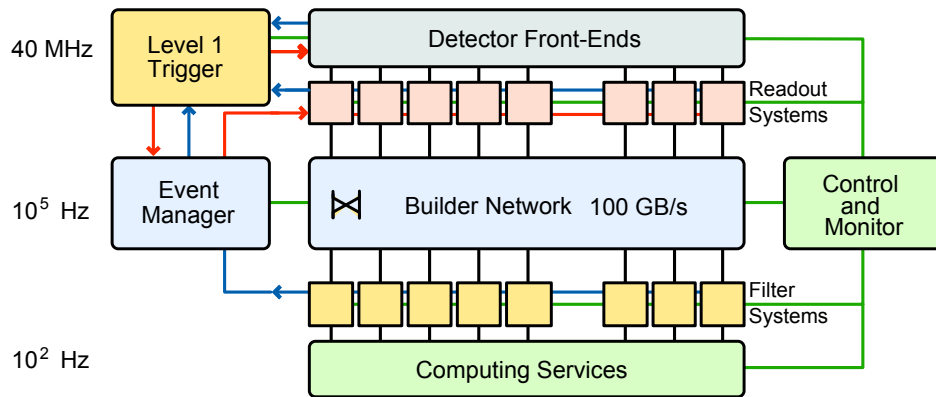 40 MHz
Level 1
Trigger
Detector Front-Ends
Readout
Systems
10⁵ Hz
Event
Manager
Builder Network 100 GB/s
Control
and
Monitor
Filter
Systems
10² Hz
Computing Services